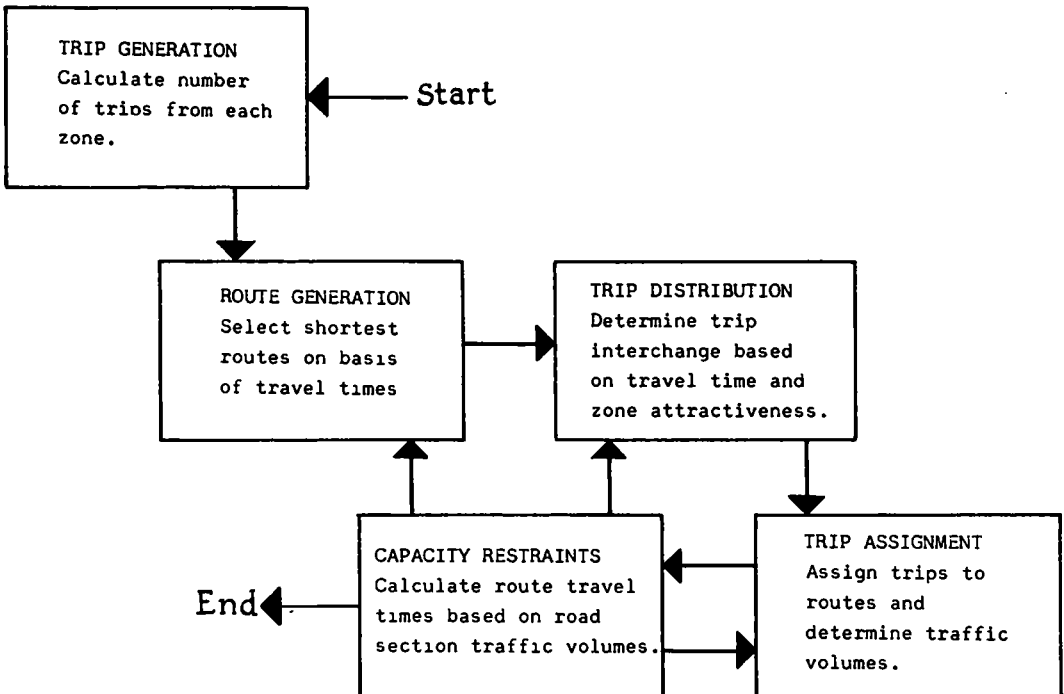 TRIP GENERATION
Calculate number
of trips from each
zone.
Start
ROUTE GENERATION
Select shortest
routes on basis
of travel times
TRIP DISTRIBUTION
Determine trip
interchange based
on travel time and
zone attractiveness.
CAPACITY RESTRAINTS
Calculate route travel
times based on road
section traffic volumes.
End
TRIP ASSIGNMENT
Assign trips to
routes and
determine traffic
volumes.